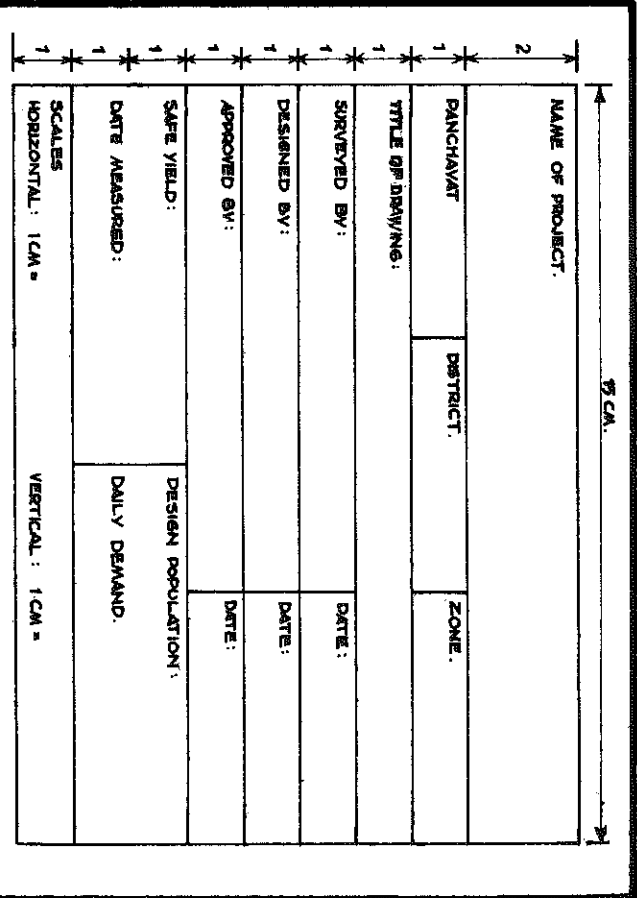 15 CM.
2
NAME OF PROJECT.
1
PANCHAYAT DISTRICT. ZONE.
1
TITLE OF DRAWING:
1
SURVEYED BY: DATE:
1
DESIGNED BY: DATE:
1
APPROVED BY: DATE:
1
SAFE YIELD: DESIGN POPULATION:
1
DATE MEASURED: DAILY DEMAND.
1
SCALES
HORIZONTAL: 1 CM = VERTICAL: 1 CM =